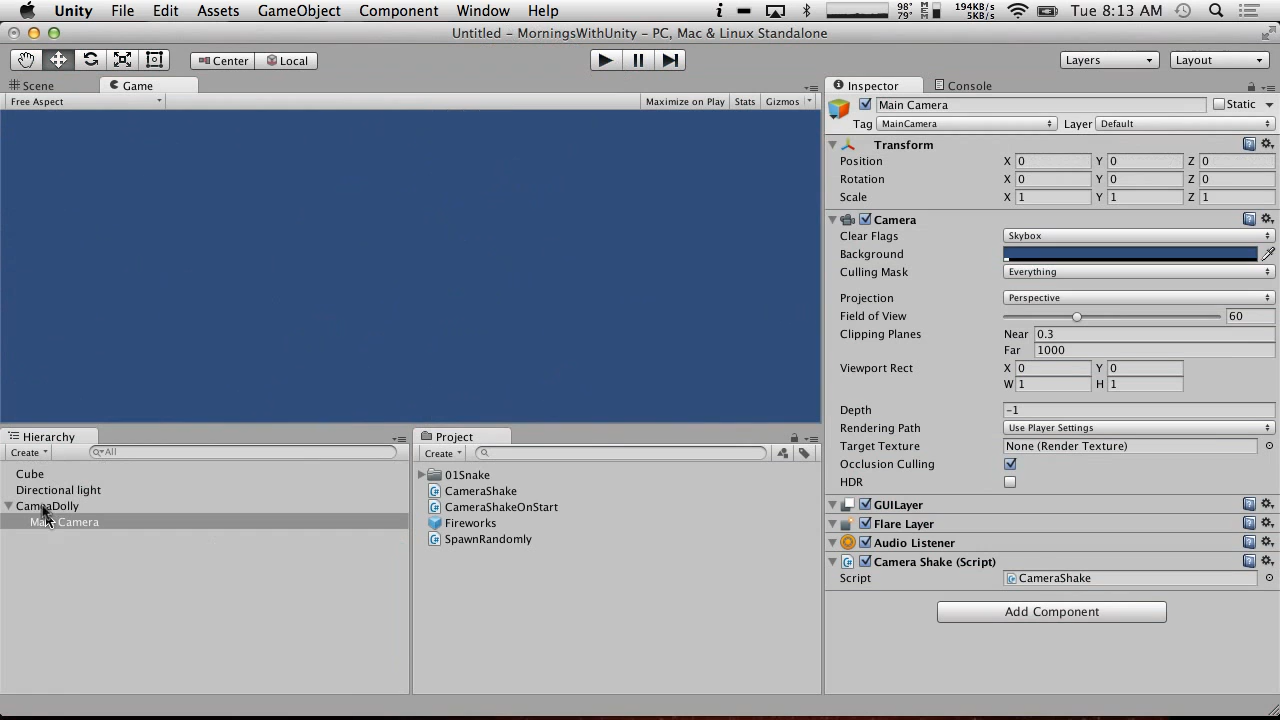 Unity File Edit Assets GameObject Component Window Help 98° 79° MEM 194KB/s 5KB/s Tue 8:13 AM
Untitled - MorningsWithUnity - PC, Mac & Linux Standalone
Center Local Layers Layout
Scene Game Inspector Console
Free Aspect Maximize on Play Stats Gizmos
Main Camera Static
Tag MainCamera Layer Default
Transform
Position X 0 Y 0 Z 0
Rotation X 0 Y 0 Z 0
Scale X 1 Y 1 Z 1
Camera
Clear Flags Skybox
Background
Culling Mask Everything
Projection Perspective
Field of View 60
Clipping Planes Near 0.3
Far 1000
Viewport Rect X 0 Y 0
W 1 H 1
Depth -1
Rendering Path Use Player Settings
Target Texture None (Render Texture)
Occlusion Culling
HDR
GUILayer
Flare Layer
Audio Listener
Camera Shake (Script)
Script CameraShake
Add Component
Hierarchy
Create All
Cube
Directional light
Camera
Project
Create
01Snake
CameraShake
CameraShakeOnStart
Fireworks
SpawnRandomly